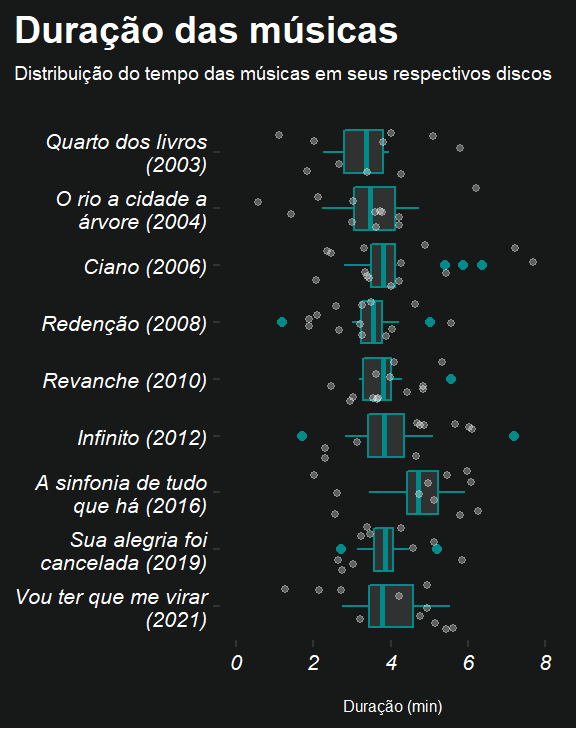 Duração das músicas
Distribuição do tempo das músicas em seus respectivos discos
Quarto dos livros
(2003)
O rio a cidade a
árvore (2004)
Ciano (2006)
Redenção (2008)
Revanche (2010)
Infinito (2012)
A sinfonia de tudo
que há (2016)
Sua alegria foi
cancelada (2019)
Vou ter que me virar
(2021)
0 2 4 6 8
Duração (min)